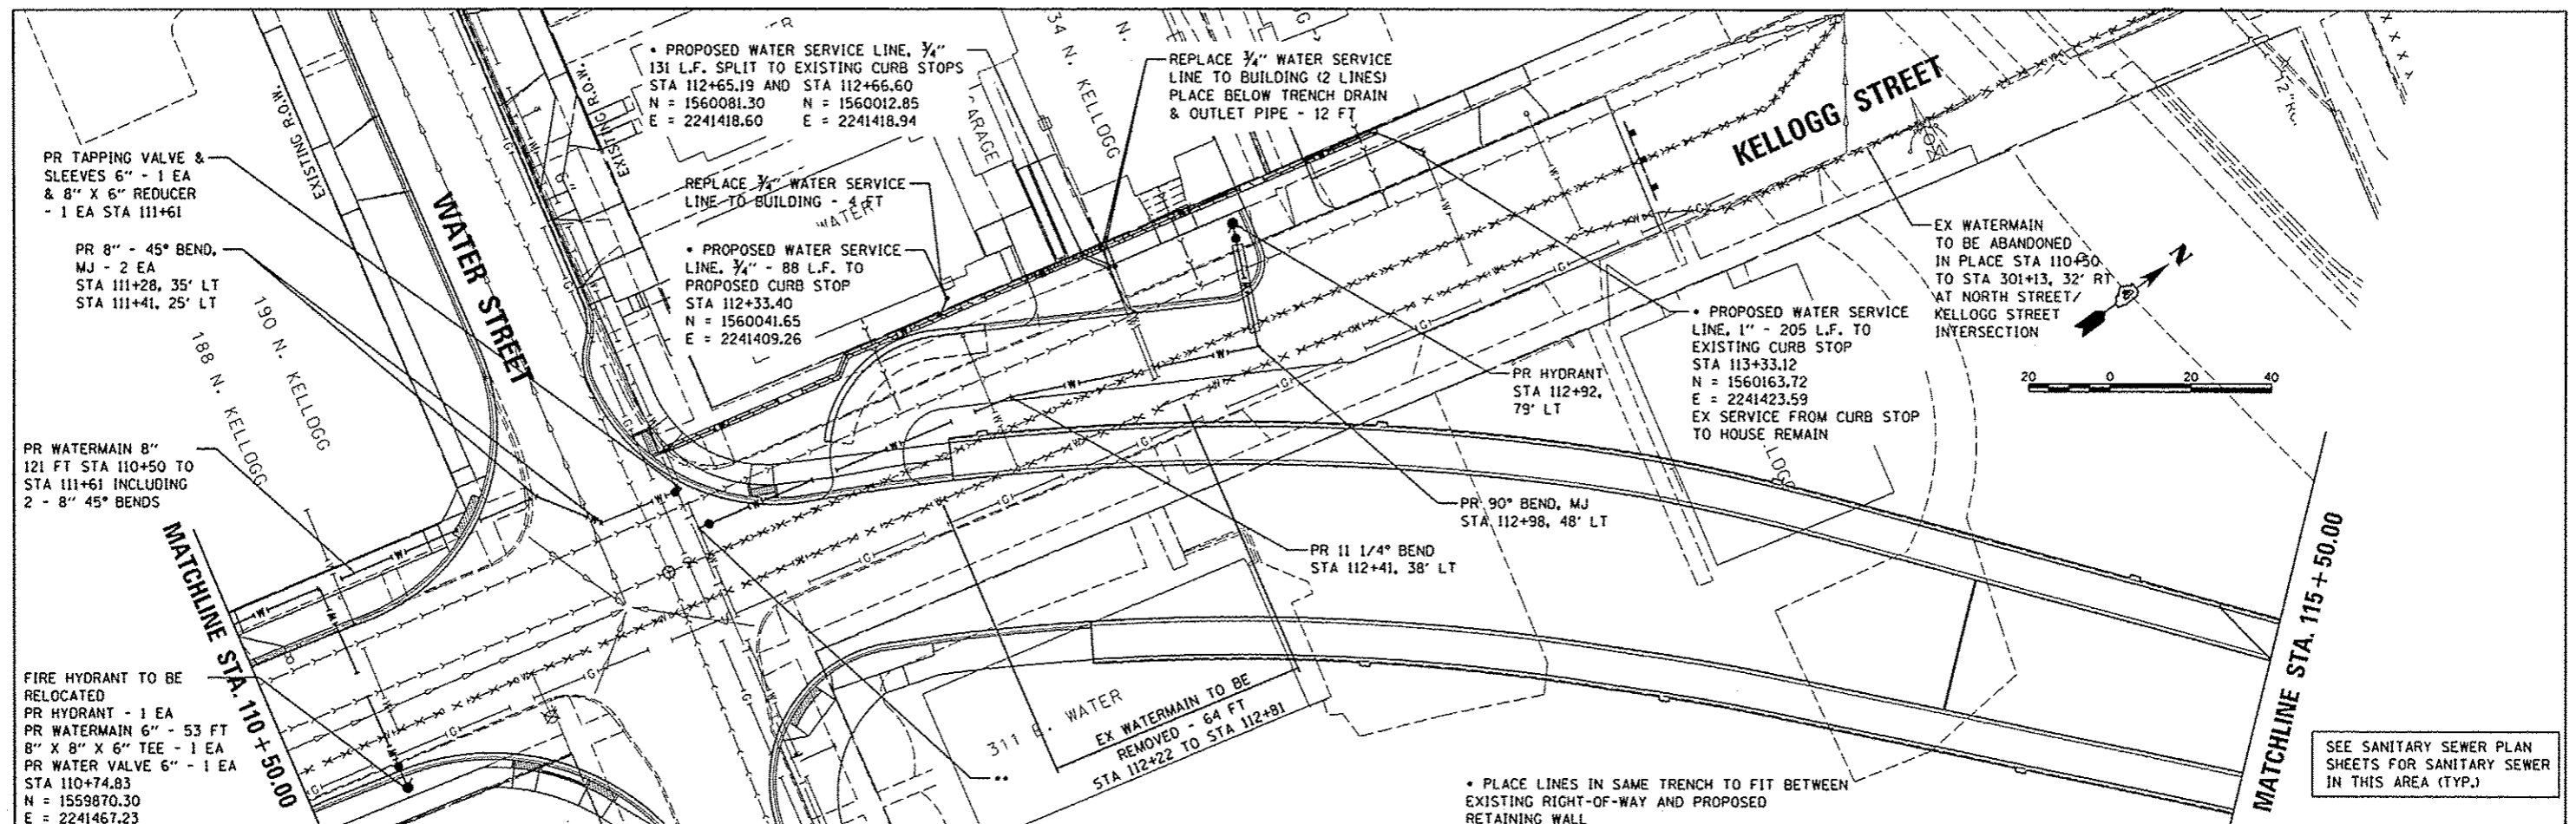 • PROPOSED WATER SERVICE LINE, 3/4"
131 L.F. SPLIT TO EXISTING CURB STOPS
STA 112+65.19 AND STA 112+66.60
N = 1560081.30 N = 1560012.85
E = 2241418.60 E = 2241418.94
REPLACE 3/4" WATER SERVICE
LINE TO BUILDING (2 LINES)
PLACE BELOW TRENCH DRAIN
& OUTLET PIPE - 12 FT
34 N. KELLOGG
N.
G
KELLOGG STREET
12"
EXISTING R.O.W.
EXISTING R.O.W.
ARAGE
PR TAPPING VALVE &
SLEEVES 6" - 1 EA
& 8" X 6" REDUCER
- 1 EA STA 111+61
WATER STREET
REPLACE 3/4" WATER SERVICE
LINE TO BUILDING - 4 FT
WATER
PR 8" - 45° BEND,
MJ - 2 EA
STA 111+28, 35' LT
STA 111+41, 25' LT
190 N. KELLOGG
188 N. KELLOGG
• PROPOSED WATER SERVICE
LINE, 3/4" - 88 L.F. TO
PROPOSED CURB STOP
STA 112+33.40
N = 1560041.65
E = 2241409.26
EX WATERMAIN
TO BE ABANDONED
IN PLACE STA 110+50
TO STA 301+13, 32' RT
AT NORTH STREET/
KELLOGG STREET
INTERSECTION
N
20 0 20 40
• PROPOSED WATER SERVICE
LINE, 1" - 205 L.F. TO
EXISTING CURB STOP
STA 113+33.12
N = 1560163.72
E = 2241423.59
EX SERVICE FROM CURB STOP
TO HOUSE REMAIN
PR HYDRANT
STA 112+92,
79' LT
PR WATERMAIN 8"
121 FT STA 110+50 TO
STA 111+61 INCLUDING
2 - 8" 45° BENDS
PR 90° BEND, MJ
STA 112+98, 48' LT
PR 11 1/4° BEND
STA 112+41, 38' LT
MATCHLINE STA. 110+50.00
MATCHLINE STA. 115+50.00
FIRE HYDRANT TO BE
RELOCATED
PR HYDRANT - 1 EA
PR WATERMAIN 6" - 53 FT
8" X 8" X 6" TEE - 1 EA
PR WATER VALVE 6" - 1 EA
STA 110+74.83
N = 1559870.30
E = 2241467.23
311 E. WATER
EX WATERMAIN TO BE
REMOVED - 64 FT
STA 112+22 TO STA 112+81
••
• PLACE LINES IN SAME TRENCH TO FIT BETWEEN
EXISTING RIGHT-OF-WAY AND PROPOSED
RETAINING WALL
SEE SANITARY SEWER PLAN
SHEETS FOR SANITARY SEWER
IN THIS AREA (TYP.)